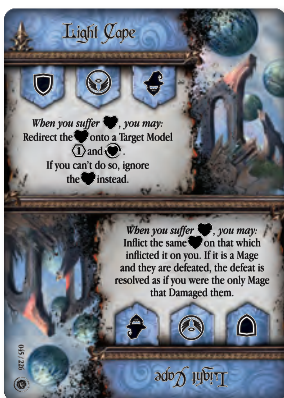 Light Cape
When you suffer , you may:
Redirect the onto a Target Model
1 and .
If you can't do so, ignore
the instead.
When you suffer , you may:
Inflict the same on that which
inflicted it on you. If it is a Mage
and they are defeated, the defeat is
resolved as if you were the only Mage
that Damaged them.
045 / 220
Light Cape